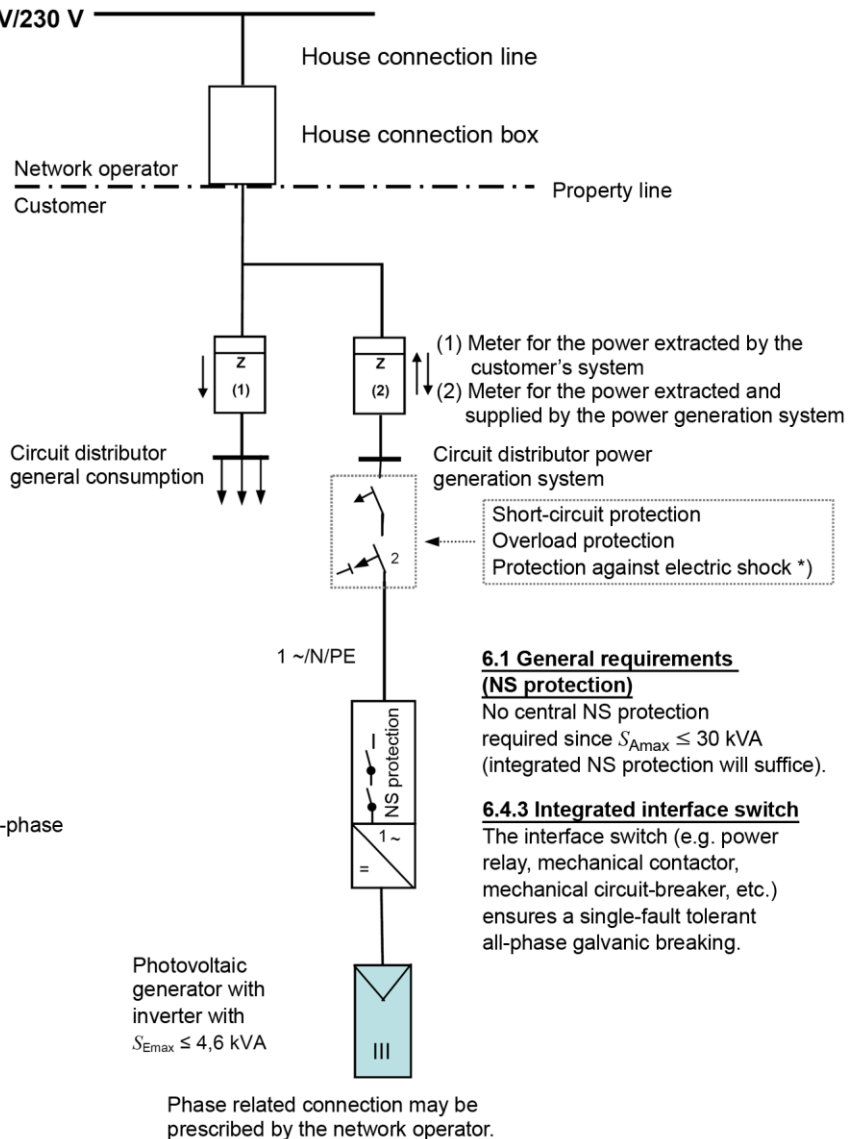 V/230 V
House connection line
House connection box
Network operator
Property line
Customer
Z
(1)
Z
(2)
(1) Meter for the power extracted by the
customer's system
(2) Meter for the power extracted and
supplied by the power generation system
Circuit distributor
general consumption
Circuit distributor power
generation system
2
Short-circuit protection
Overload protection
Protection against electric shock *)
1 ~/N/PE
NS protection
1 ~
=
6.1 General requirements
(NS protection)
No central NS protection
required since SAmax ≤ 30 kVA
(integrated NS protection will suffice).
-phase
6.4.3 Integrated interface switch
The interface switch (e.g. power
relay, mechanical contactor,
mechanical circuit-breaker, etc.)
ensures a single-fault tolerant
all-phase galvanic breaking.
Photovoltaic
generator with
inverter with
SEmax ≤ 4,6 kVA
III
Phase related connection may be
prescribed by the network operator.